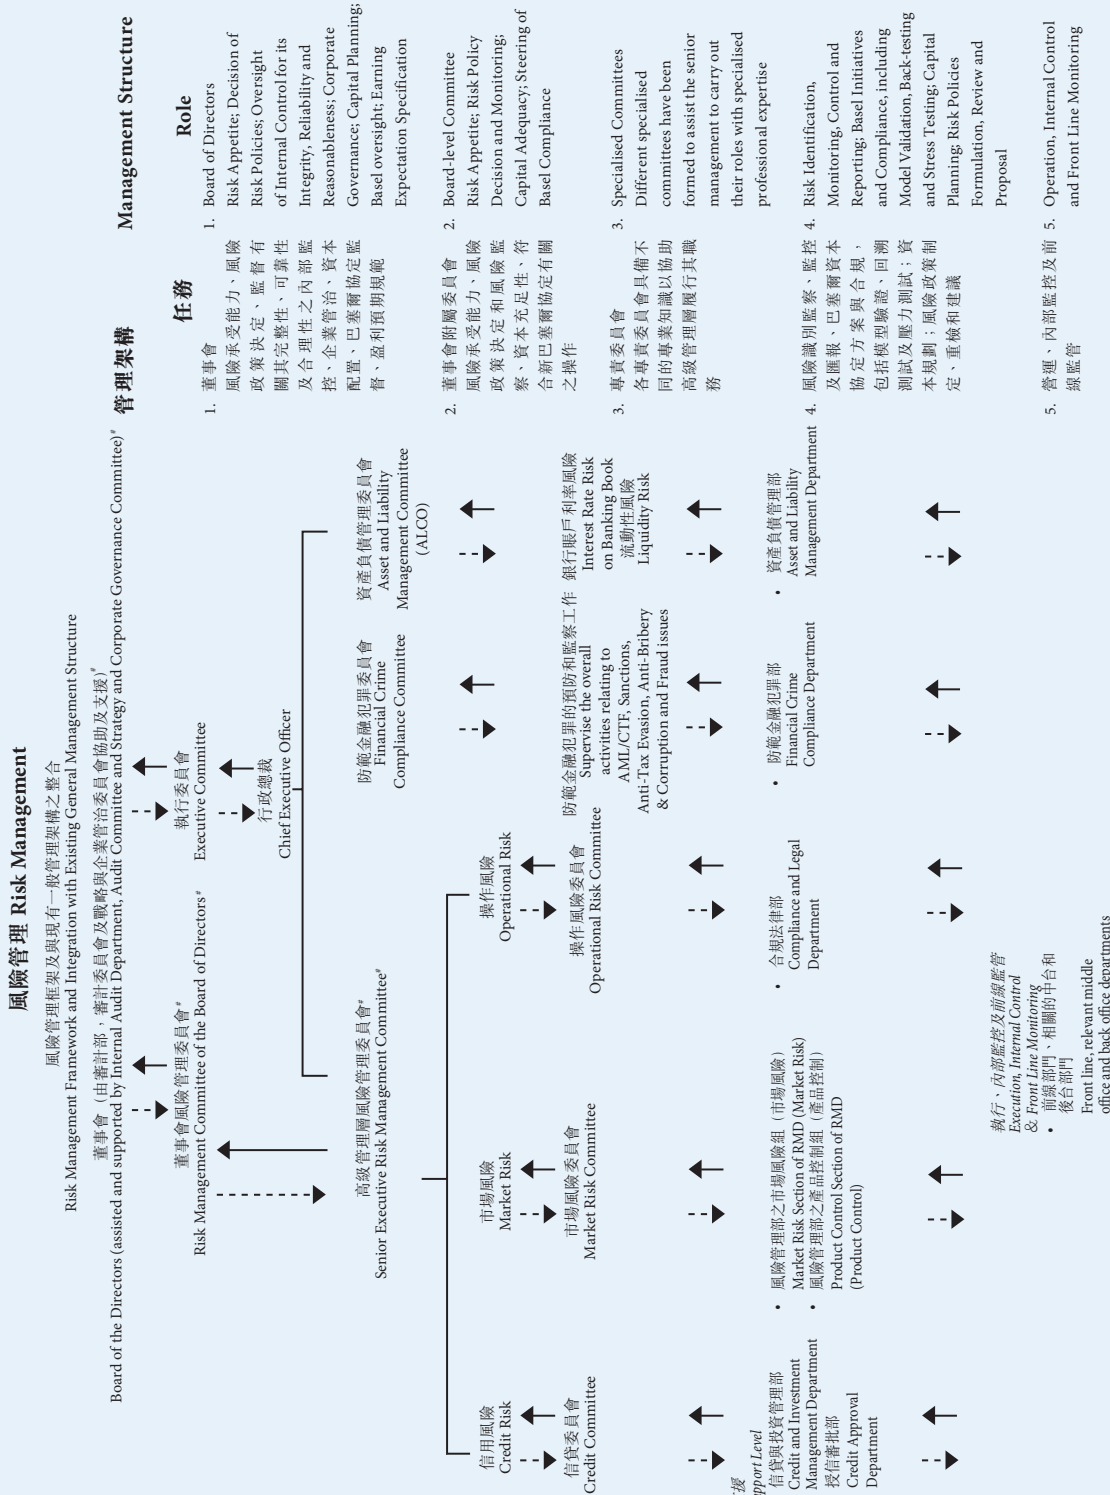 風險管理 Risk Management
風險管理框架及與現有一般管理架構之整合
Risk Management Framework and Integration with Existing General Management Structure
董事會（由審計部，審計委員會及戰略與企業管治委員會協助及支援）#
Board of the Directors (assisted and supported by Internal Audit Department, Audit Committee and Strategy and Corporate Governance Committee)#
董事會風險管理委員會#
Risk Management Committee of the Board of Directors#
執行委員會
Executive Committee
行政總裁
Chief Executive Officer
高級管理層風險管理委員會#
Senior Executive Risk Management Committee#
防範金融犯罪委員會
Financial Crime
Compliance Committee
資產負債管理委員會
Asset and Liability
Management Committee
(ALCO)
信用風險
Credit Risk
市場風險
Market Risk
操作風險
Operational Risk
信貸委員會
Credit Committee
市場風險委員會
Market Risk Committee
操作風險委員會
Operational Risk Committee
防範金融犯罪的預防和監察工作
Supervise the overall
activities relating to
AML/CTF, Sanctions,
Anti-Tax Evasion, Anti-Bribery
& Corruption and Fraud issues
銀行賬戶利率風險
Interest Rate Risk
on Banking Book
流動性風險
Liquidity Risk
援
Level
信貸與投資管理部
Credit and Investment
Management Department
授信審批部
Credit Approval
Department
• 風險管理部之市場風險組（市場風險）
Market Risk Section of RMD (Market Risk)
• 風險管理部之產品控制組（產品控制）
Product Control Section of RMD
(Product Control)
• 合規法律部
Compliance and Legal
Department
• 防範金融犯罪部
Financial Crime
Compliance Department
• 資產負債管理部
Asset and Liability
Management Department
執行、內部監控及前線監管
Execution, Internal Control
& Front Line Monitoring
• 前線部門、相關的中台和
後台部門
Front line, relevant middle
office and back office departments
管理架構
Management Structure
任務
Role
1. 董事會
風險承受能力、風險
政策決定、監督有
關其完整性、可靠性
及合理性之內部監
控、企業管治、資本
配置、巴塞爾協定監
督、盈利預期規範
1. Board of Directors
Risk Appetite; Decision of
Risk Policies; Oversight
of Internal Control for its
Integrity, Reliability and
Reasonableness; Corporate
Governance; Capital Planning;
Basel oversight; Earning
Expectation Specification
2. 董事會附屬委員會
風險承受能力、風險
政策決定和風險監
察、資本充足性、符
合新巴塞爾協定有關
之操作
2. Board-level Committee
Risk Appetite; Risk Policy
Decision and Monitoring;
Capital Adequacy; Steering of
Basel Compliance
3. 專責委員會
各專責委員會具備不
同的專業知識以協助
高級管理層履行其職
務
3. Specialised Committees
Different specialised
committees have been
formed to assist the senior
management to carry out
their roles with specialised
professional expertise
4. 風險識別監察、監控
及匯報、巴塞爾資本
協定方案與合規，
包括模型驗證、回溯
測試及壓力測試；資
本規劃；風險政策制
定、重檢和建議
4. Risk Identification,
Monitoring, Control and
Reporting; Basel Initiatives
and Compliance, including
Model Validation, Back-testing
and Stress Testing; Capital
Planning; Risk Policies
Formulation, Review and
Proposal
5. 營運、內部監控及前
線監管
5. Operation, Internal Control
and Front Line Monitoring